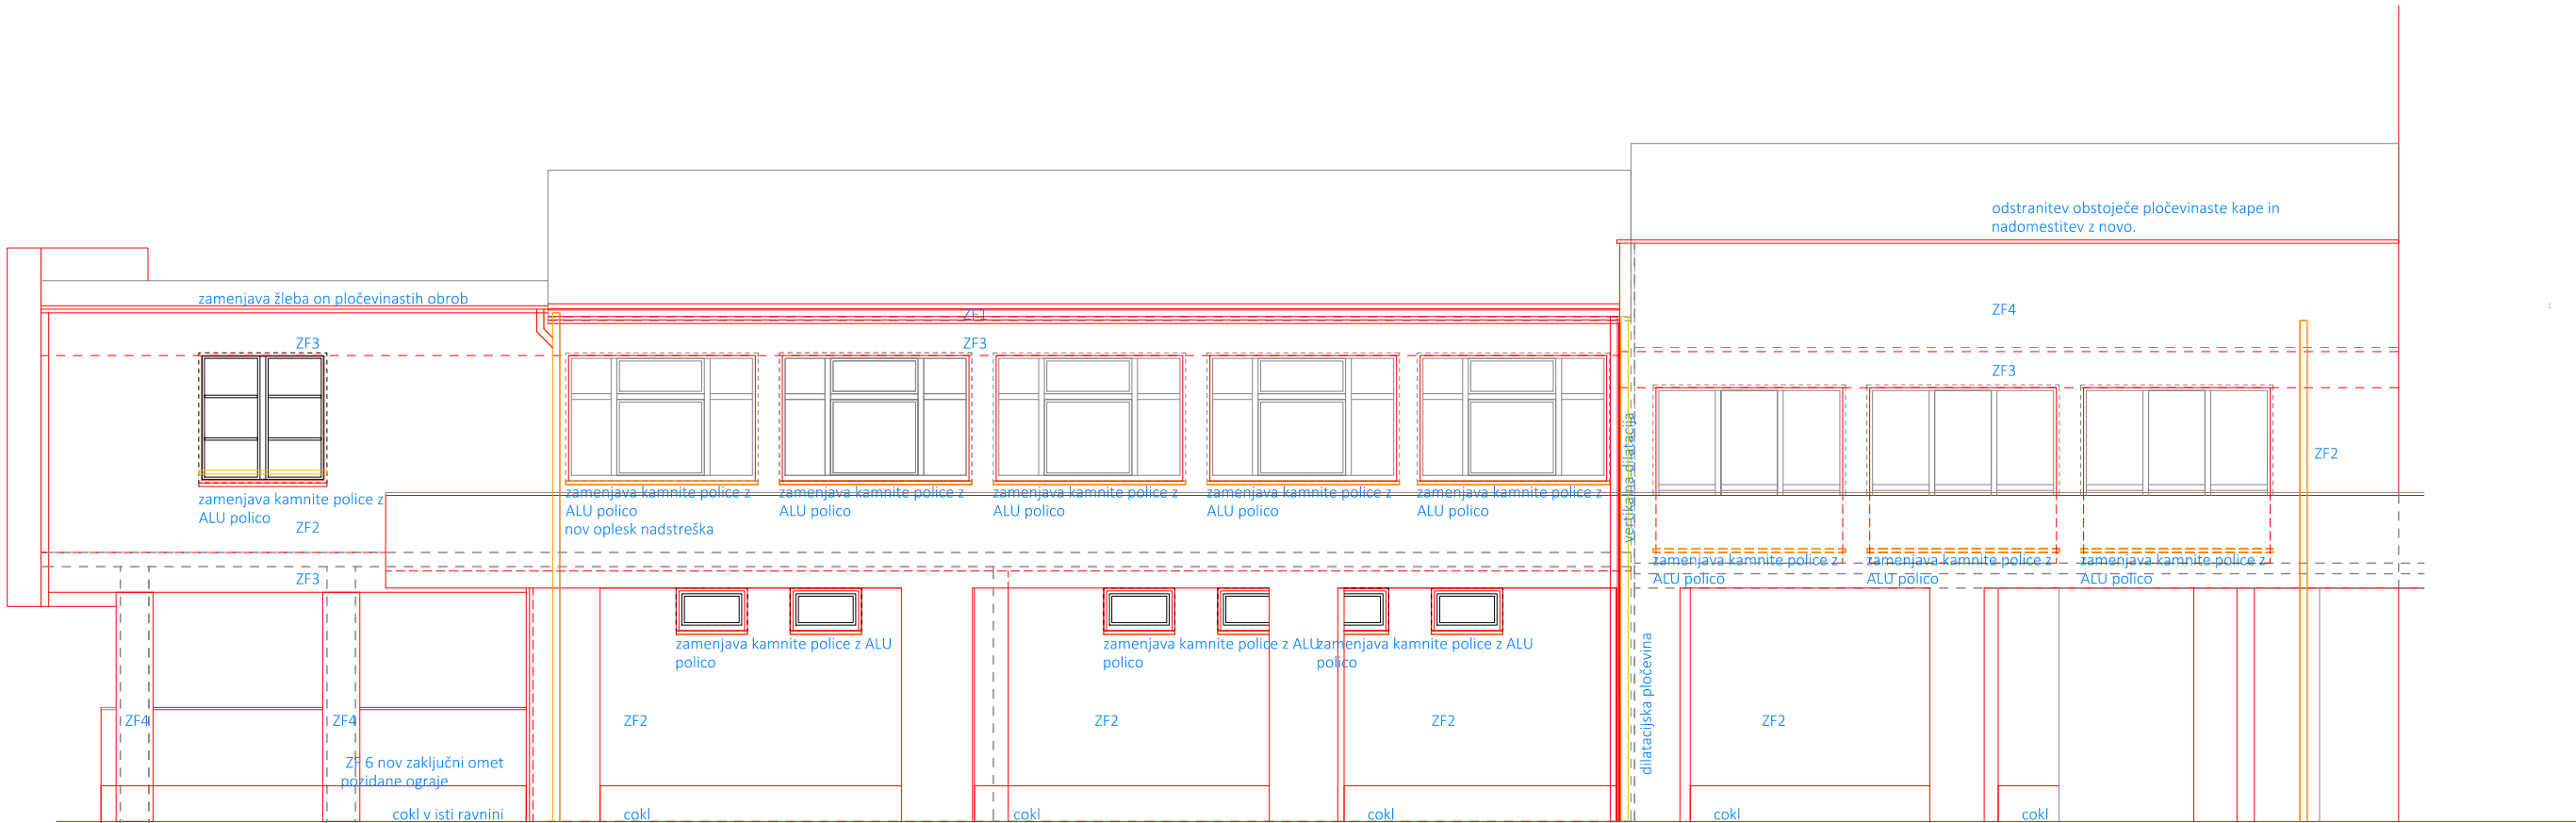 odstranitev obstoječe pločevinaste kape in
nadomestitev z novo.
zamenjava žleba on pločevinastih obrob
ZF4
ZF1
ZF3
ZF3
ZF3
ZF2
vertikalna dilatacija
zamenjava kamnite police z
ALU polico
zamenjava kamnite police z
ALU polico
nov oplesk nadstreška
zamenjava kamnite police z
ALU polico
zamenjava kamnite police z
ALU polico
zamenjava kamnite police z
ALU polico
zamenjava kamnite police z
ALU polico
ZF2
zamenjava kamnite police z
ALU polico
zamenjava kamnite police z
ALU polico
zamenjava kamnite police z
ALU polico
ZF3
zamenjava kamnite police z ALU
polico
zamenjava kamnite police z ALU
polico
zamenjava kamnite police z ALU
polico
dilatacijska pločevina
ZF4
ZF4
ZF2
ZF2
ZF2
ZF2
ZF 6 nov zaključni omet
pozidane ograje
cokl v isti ravnini
cokl
cokl
cokl
cokl
cokl